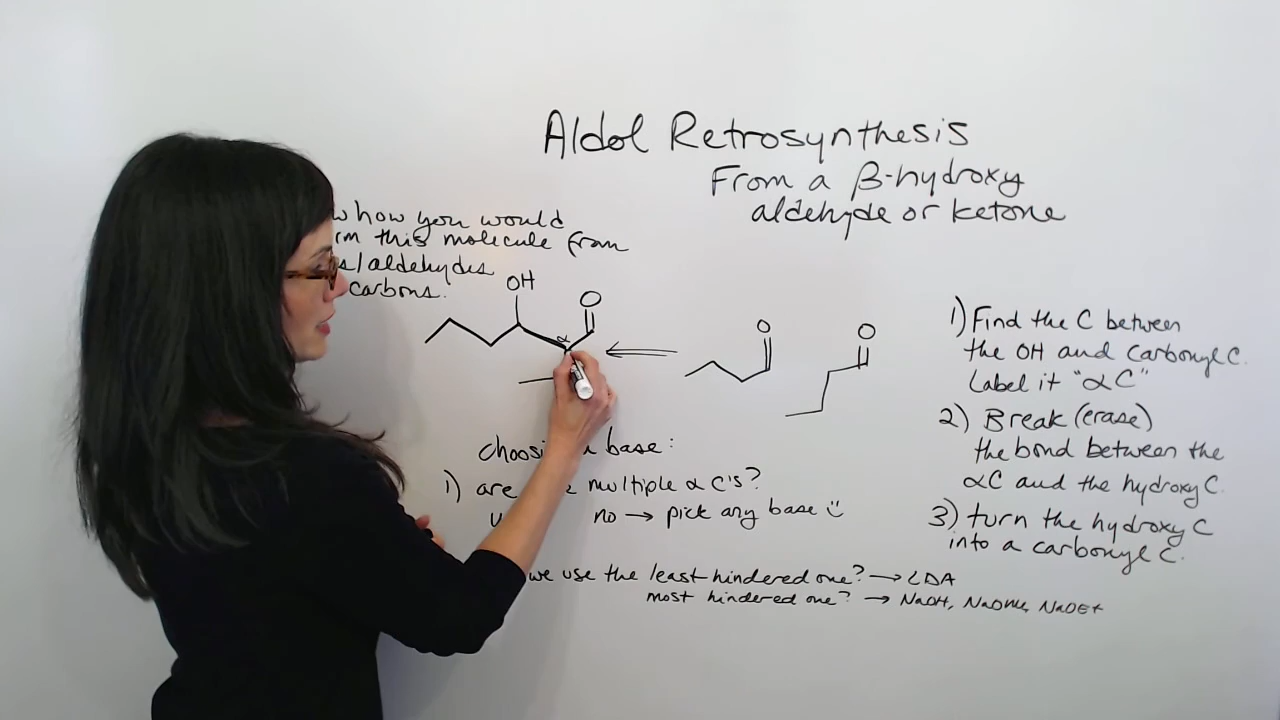 Aldol Retrosynthesis
From a β-hydroxy
aldehyde or ketone
how you would
this molecule from
/aldehydes
carbons.
OH
O
α
O
O
choosi base:
1) are multiple α C's?
no → pick any base
we use the least hindered one? → LDA
most hindered one? → NaOH, NaOMe, NaOEt
1) Find the C between
the OH and carbonyl C.
Label it "αC"
2) Break (erase)
the bond between the
αC and the hydroxy C.
3) turn the hydroxy C
into a carbonyl C.